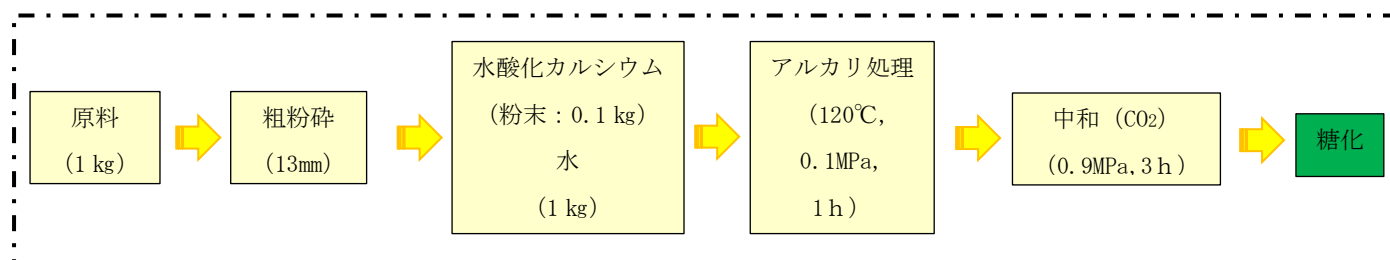 原料
(1 kg)
粗粉砕
(13mm)
水酸化カルシウム
(粉末:0.1 kg)
水
(1 kg)
アルカリ処理
(120℃,
0.1MPa,
1h)
中和(CO₂)
(0.9MPa,3h)
糖化